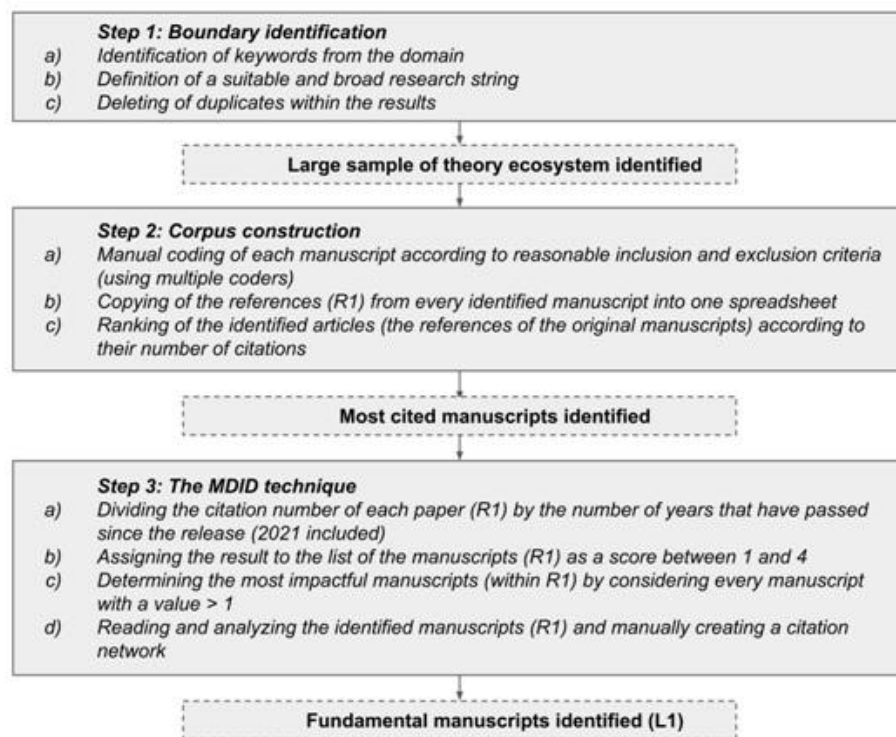 Step 1: Boundary identification
a) Identification of keywords from the domain
b) Definition of a suitable and broad research string
c) Deleting of duplicates within the results
Large sample of theory ecosystem identified
Step 2: Corpus construction
a) Manual coding of each manuscript according to reasonable inclusion and exclusion criteria
(using multiple coders)
b) Copying of the references (R1) from every identified manuscript into one spreadsheet
c) Ranking of the identified articles (the references of the original manuscripts) according to
their number of citations
Most cited manuscripts identified
Step 3: The MDID technique
a) Dividing the citation number of each paper (R1) by the number of years that have passed
since the release (2021 included)
b) Assigning the result to the list of the manuscripts (R1) as a score between 1 and 4
c) Determining the most impactful manuscripts (within R1) by considering every manuscript
with a value > 1
d) Reading and analyzing the identified manuscripts (R1) and manually creating a citation
network
Fundamental manuscripts identified (L1)